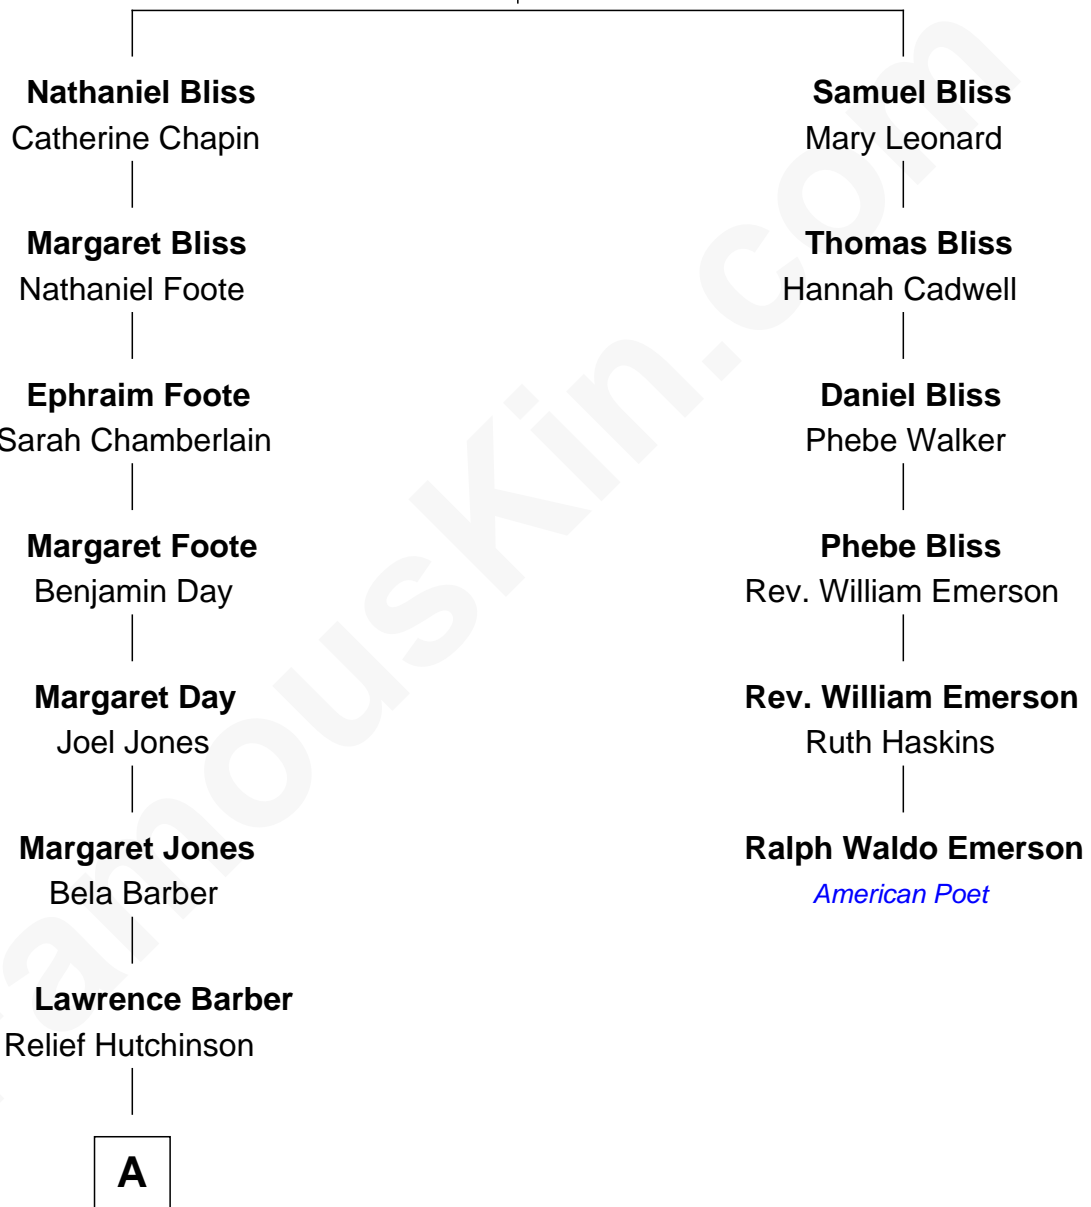 Nathaniel Bliss
Catherine Chapin
Margaret Bliss
Nathaniel Foote
Ephraim Foote
Sarah Chamberlain
Margaret Foote
Benjamin Day
Margaret Day
Joel Jones
Margaret Jones
Bela Barber
Lawrence Barber
Relief Hutchinson
A
Samuel Bliss
Mary Leonard
Thomas Bliss
Hannah Cadwell
Daniel Bliss
Phebe Walker
Phebe Bliss
Rev. William Emerson
Rev. William Emerson
Ruth Haskins
Ralph Waldo Emerson
American Poet
FamousKin.com